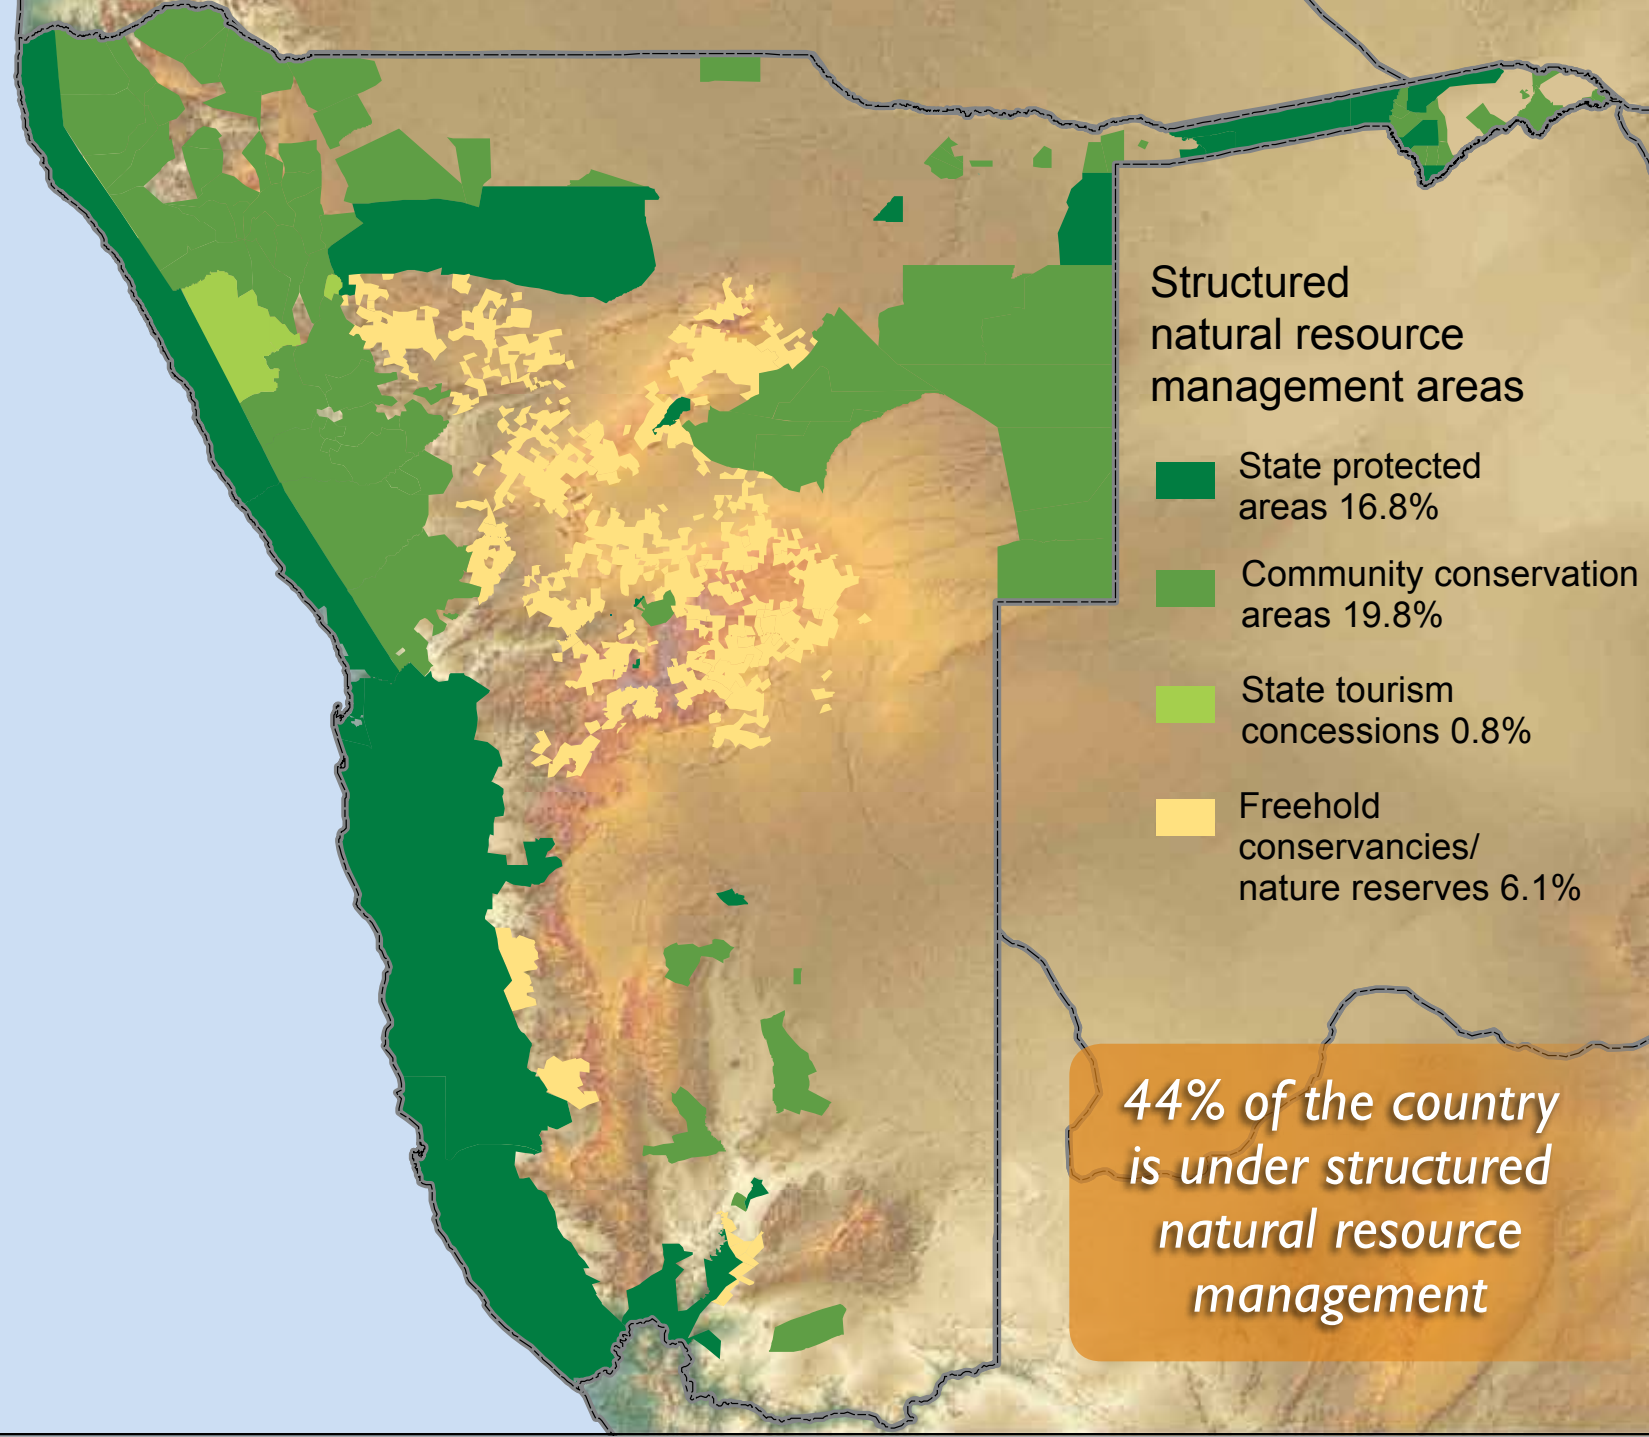 Structured
natural resource
management areas
State protected
areas 16.8%
Community conservation
areas 19.8%
State tourism
concessions 0.8%
Freehold
conservancies/
nature reserves 6.1%
44% of the country
is under structured
natural resource
management